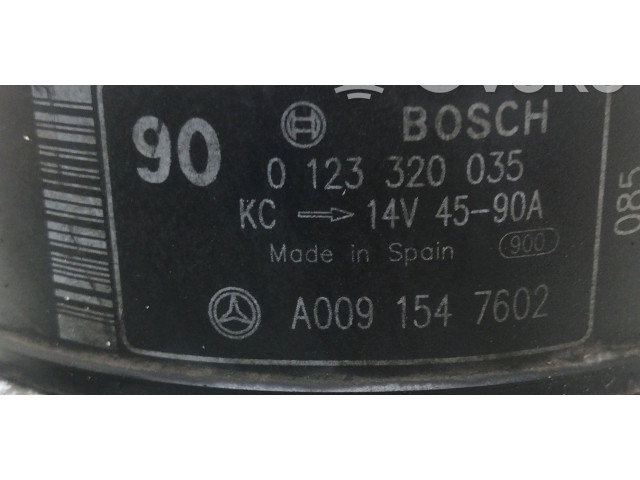 90
BOSCH
0 123 320 035
KC → 14V 45-90A
Made in Spain 900
A009 154 7602
085